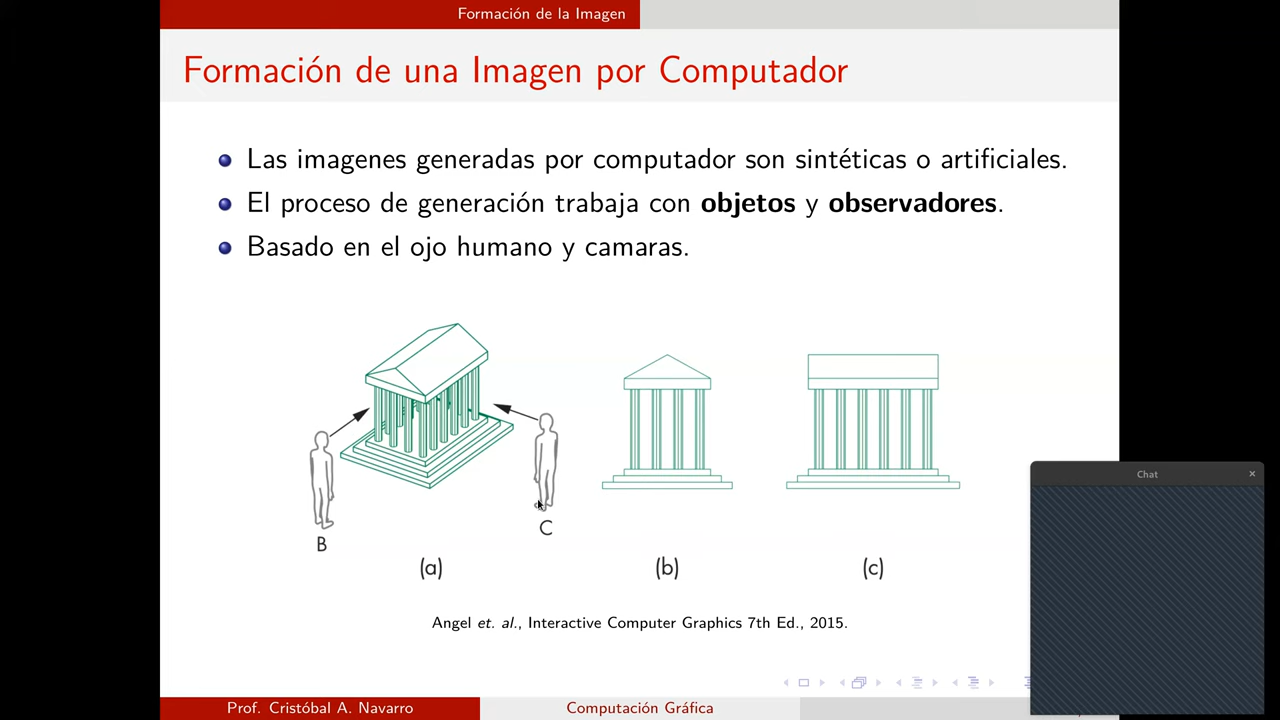 Formación de la Imagen
Formación de una Imagen por Computador
Las imagenes generadas por computador son sintéticas o artificiales.
El proceso de generación trabaja con objetos y observadores.
Basado en el ojo humano y camaras.
B
C
(a)
(b)
(c)
Angel et. al., Interactive Computer Graphics 7th Ed., 2015.
Chat
Prof. Cristóbal A. Navarro
Computación Gráfica